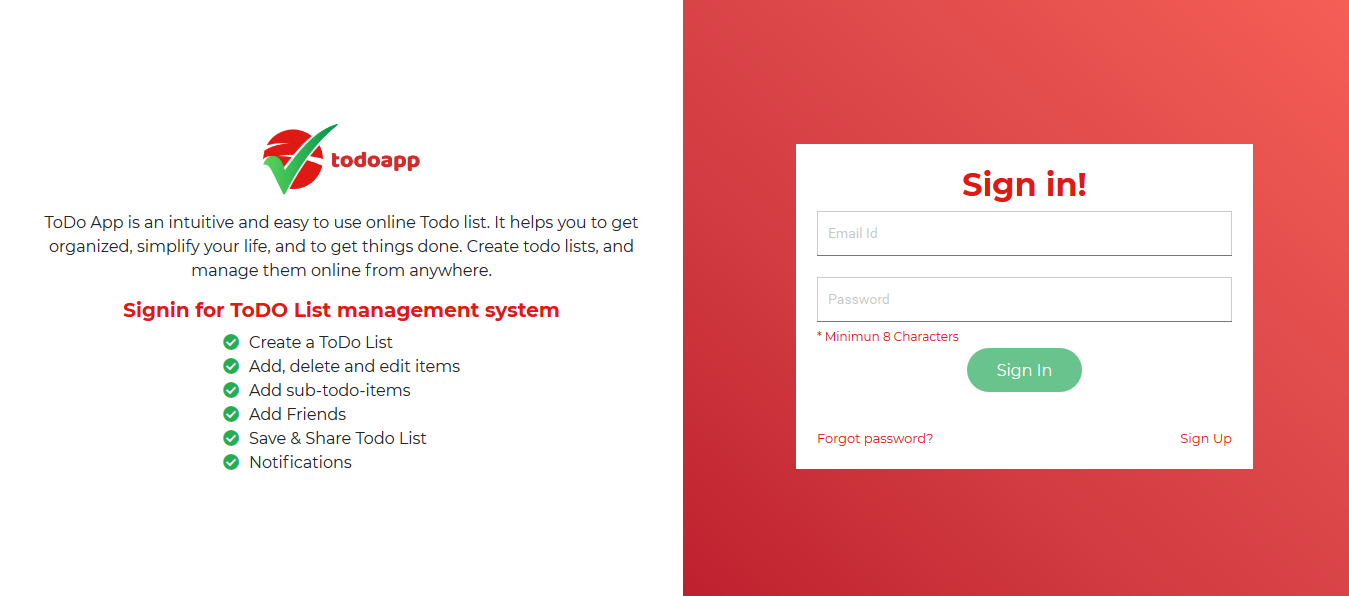 todoapp
ToDo App is an intuitive and easy to use online Todo list. It helps you to get
organized, simplify your life, and to get things done. Create todo lists, and
manage them online from anywhere.
Signin for ToDO List management system
Create a ToDo List
Add, delete and edit items
Add sub-todo-items
Add Friends
Save & Share Todo List
Notifications
Sign in!
Email Id
Password
* Minimun 8 Characters
Sign In
Forgot password?
Sign Up